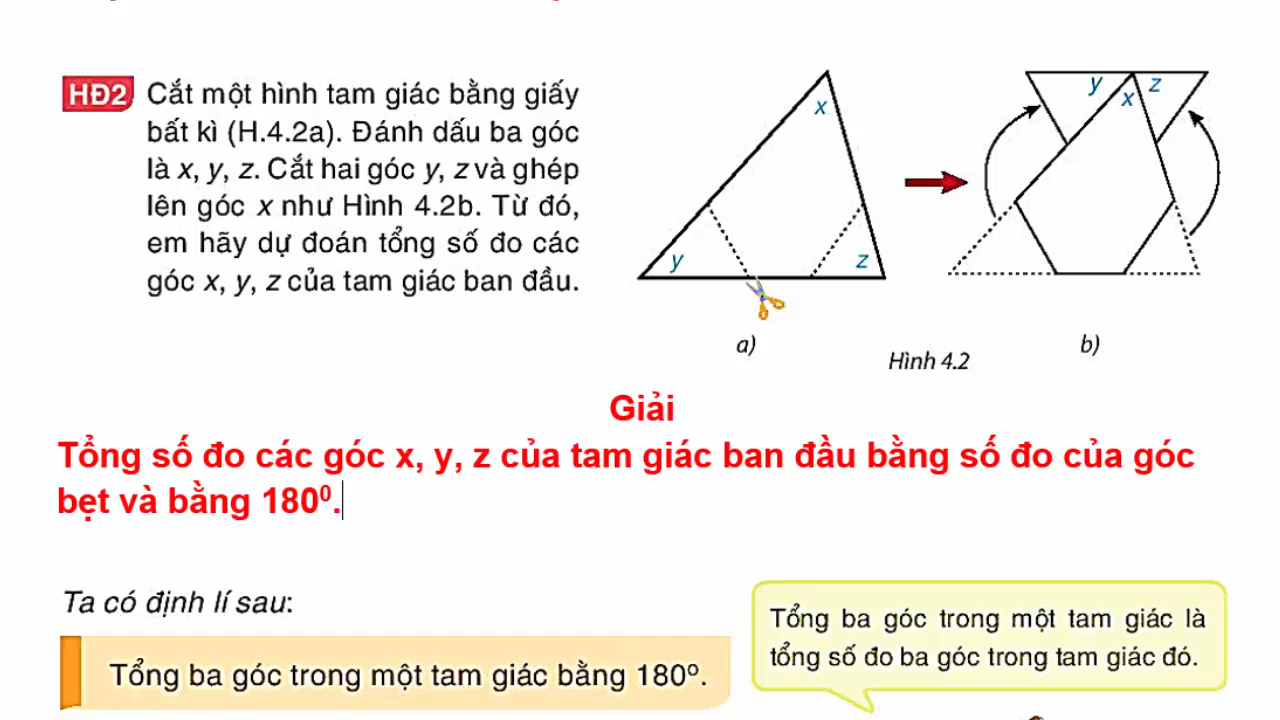 HĐ2 Cắt một hình tam giác bằng giấy
bất kì (H.4.2a). Đánh dấu ba góc
là x, y, z. Cắt hai góc y, z và ghép
lên góc x như Hình 4.2b. Từ đó,
em hãy dự đoán tổng số đo các
góc x, y, z của tam giác ban đầu.
x
y z
a)
y x z
b)
Hình 4.2
Giải
Tổng số đo các góc x, y, z của tam giác ban đầu bằng số đo của góc
bẹt và bằng 180⁰.
Ta có định lí sau:
Tổng ba góc trong một tam giác bằng 180º.
Tổng ba góc trong một tam giác là
tổng số đo ba góc trong tam giác đó.